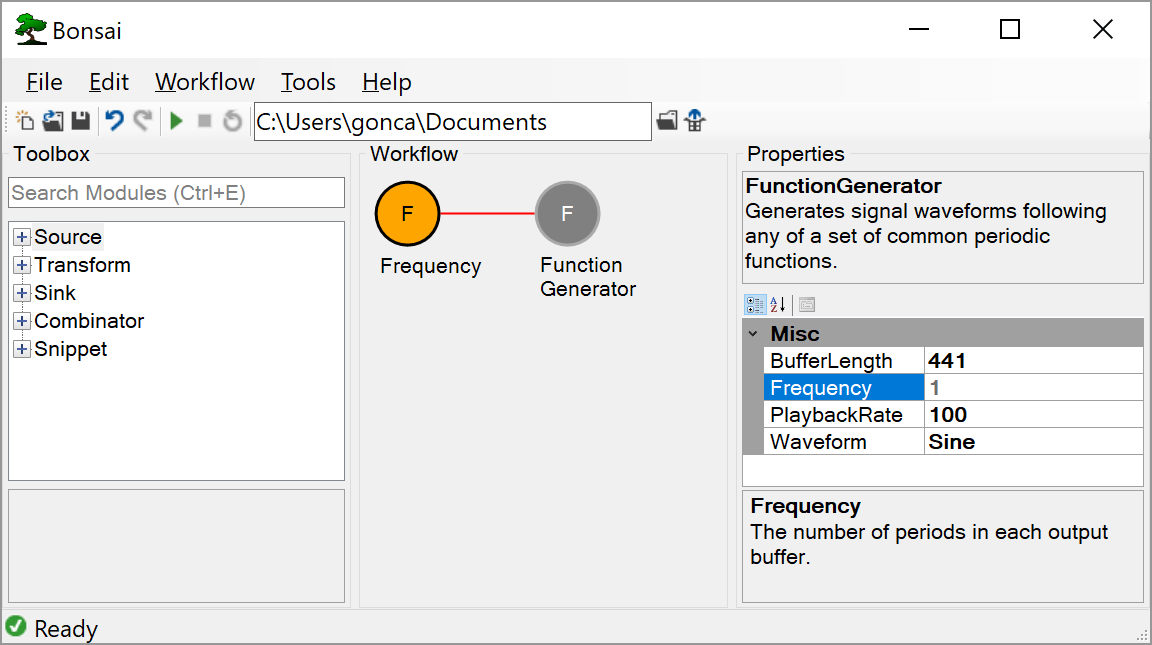 Bonsai
File Edit Workflow Tools Help
C:\Users\gonca\Documents
Toolbox
Search Modules (Ctrl+E)
Source
Transform
Sink
Combinator
Snippet
Workflow
F
Frequency
F
Function
Generator
Properties
FunctionGenerator
Generates signal waveforms following
any of a set of common periodic
functions.
A
Z
Misc
BufferLength 441
Frequency 1
PlaybackRate 100
Waveform Sine
Frequency
The number of periods in each output
buffer.
Ready